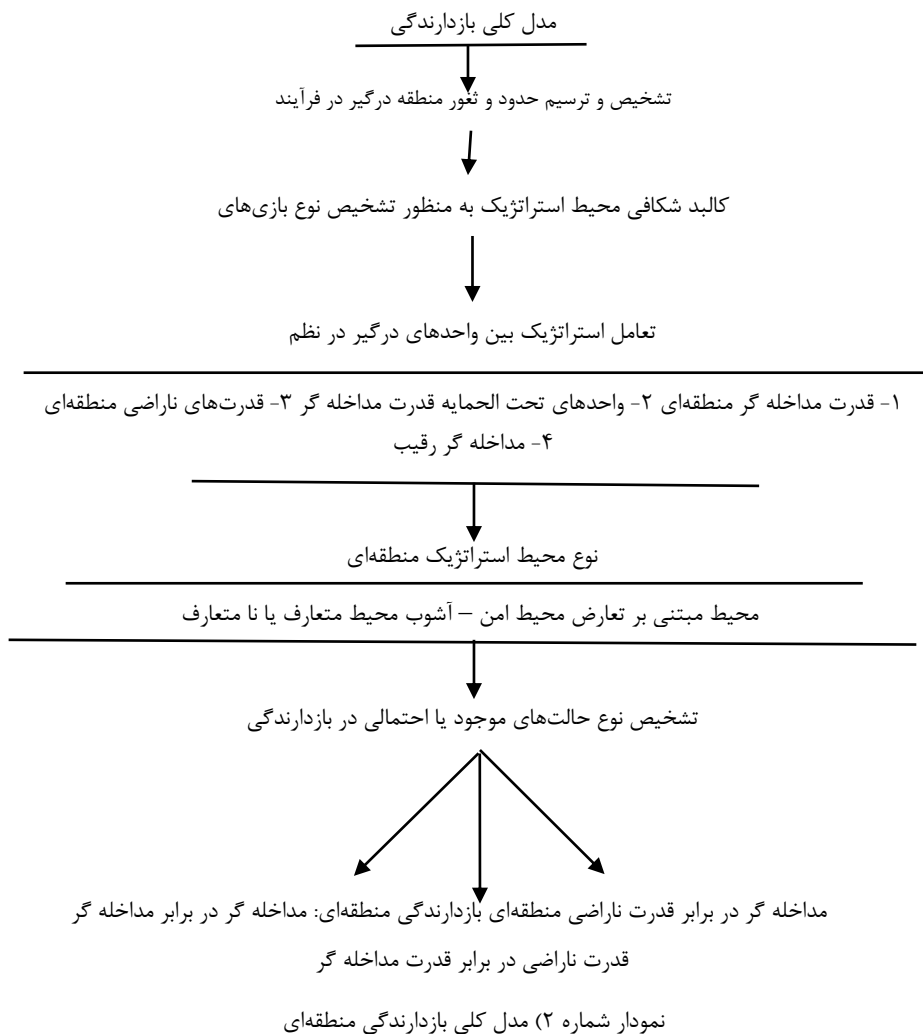 مدل کلی بازدارندگی
تشخیص و ترسیم حدود و ثغور منطقه درگیر در فرآیند
کالبد شکافی محیط استراتژیک به منظور تشخیص نوع بازی‌های
تعامل استراتژیک بین واحدهای درگیر در نظم
۱- قدرت مداخله گر منطقه‌ای ۲- واحدهای تحت الحمایه قدرت مداخله گر ۳- قدرت‌های ناراضی منطقه‌ای
۴- مداخله گر رقیب
نوع محیط استراتژیک منطقه‌ای
محیط مبتنی بر تعارض محیط امن – آشوب محیط متعارف یا نا متعارف
تشخیص نوع حالت‌های موجود یا احتمالی در بازدارندگی
مداخله گر در برابر قدرت ناراضی منطقه‌ای بازدارندگی منطقه‌ای: مداخله گر در برابر مداخله گر
قدرت ناراضی در برابر قدرت مداخله گر
نمودار شماره ۲) مدل کلی بازدارندگی منطقه‌ای